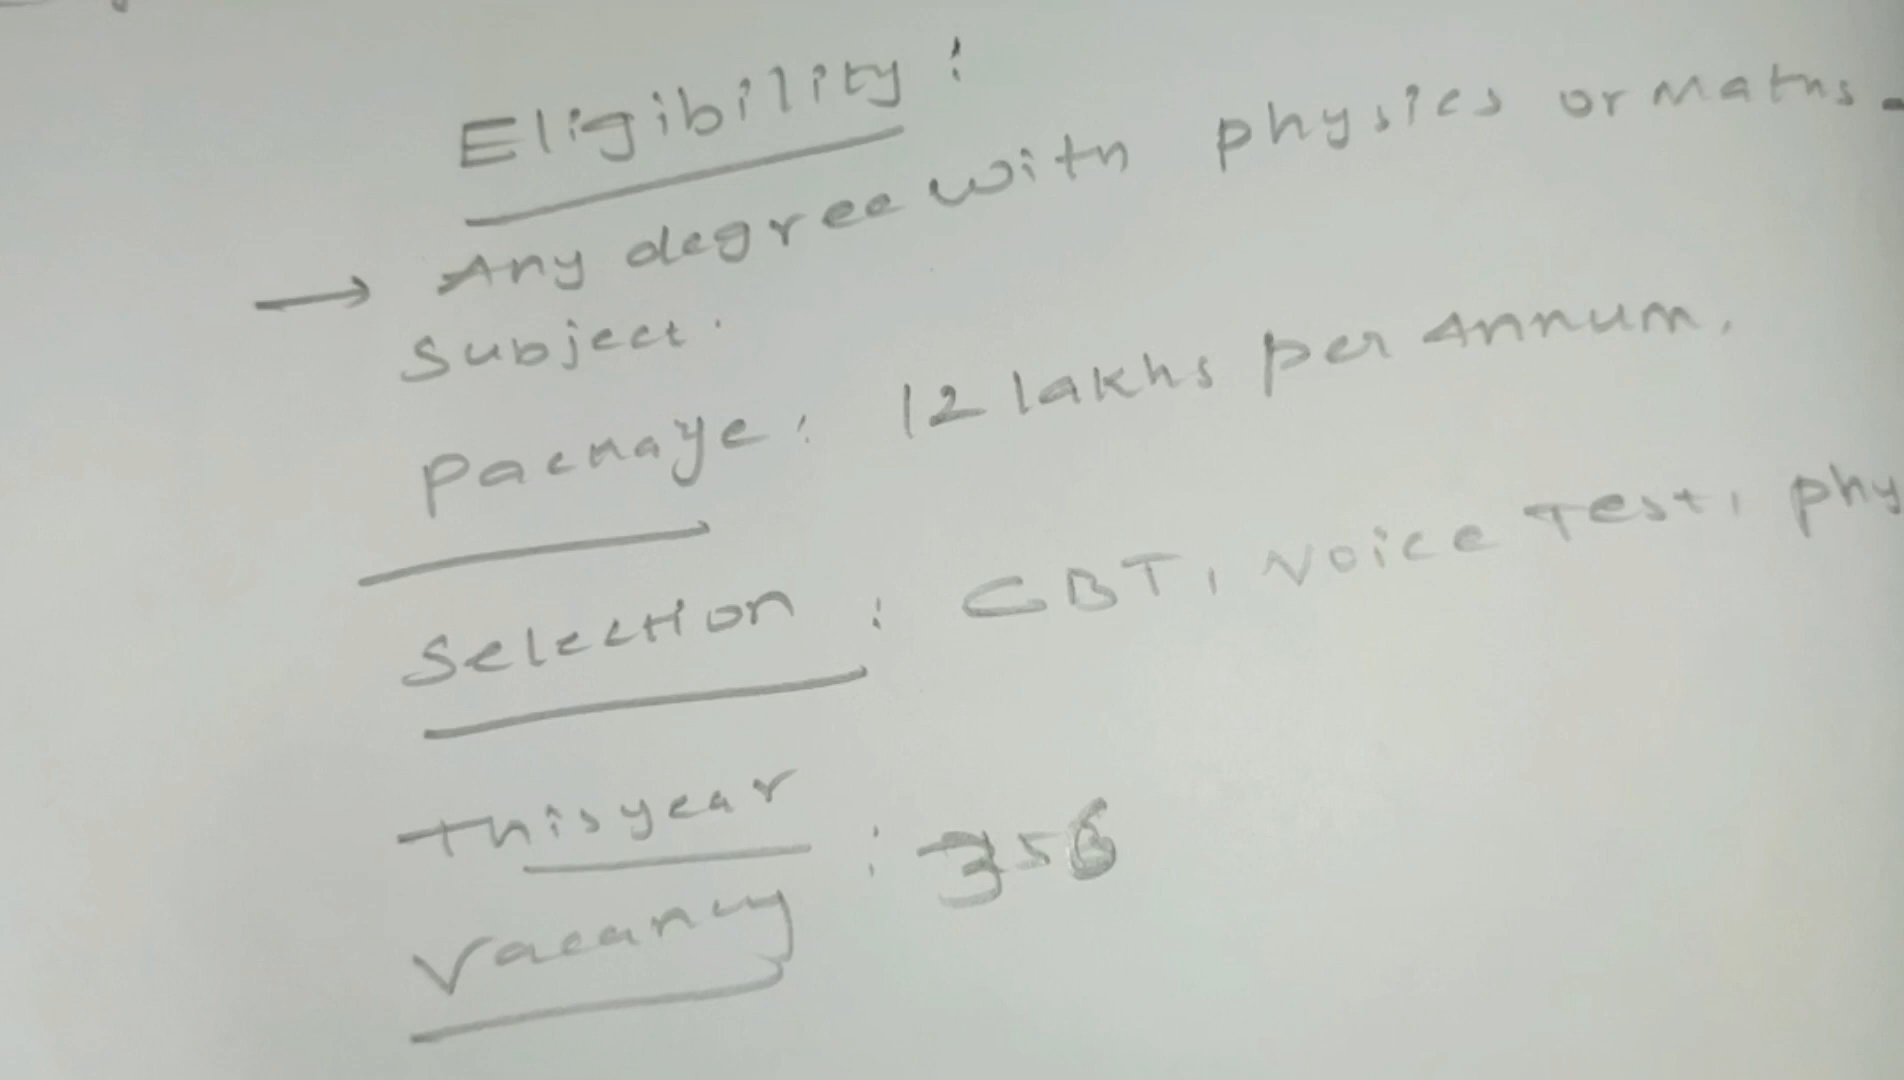 Eligibility :
→ Any degree with physics or Maths -
Subject.
Package : 12 lakhs per Annum.
Selection : CBT, Voice Test, phy
This year
Vacancy : 356